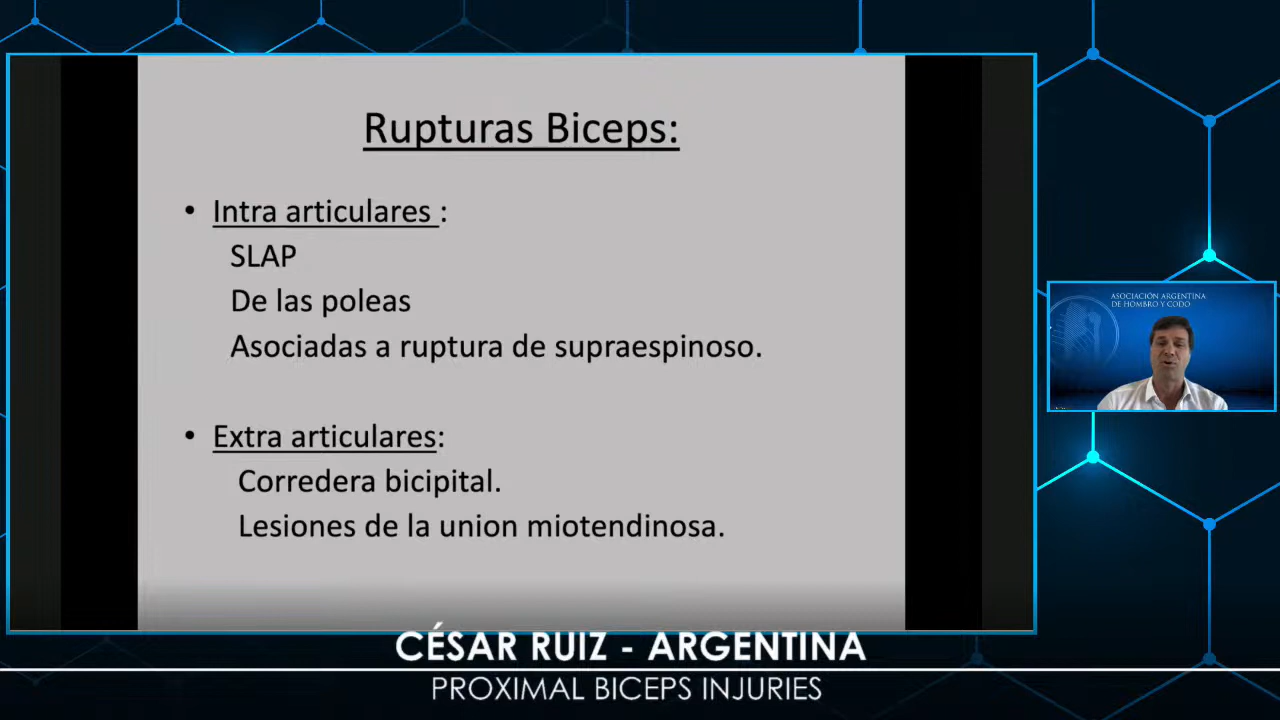 Rupturas Biceps:
• Intra articulares :
SLAP
De las poleas
Asociadas a ruptura de supraespinoso.
• Extra articulares:
Corredera bicipital.
Lesiones de la union miotendinosa.
ASOCIACIÓN ARGENTINA
DE HOMBRO Y CODO
CÉSAR RUIZ - ARGENTINA
PROXIMAL BICEPS INJURIES